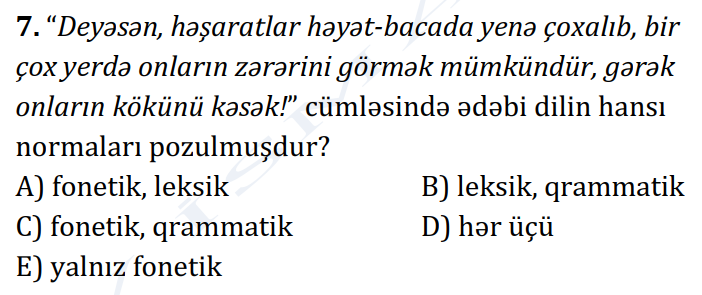 7. “Deyəsən, həşaratlar həyət-bacada yenə çoxalıb, bir
çox yerdə onların zərərini görmək mümkündür, gərək
onların kökünü kəsək!” cümləsində ədəbi dilin hansı
normaları pozulmuşdur?
A) fonetik, leksik B) leksik, qrammatik
C) fonetik, qrammatik D) hər üçü
E) yalnız fonetik